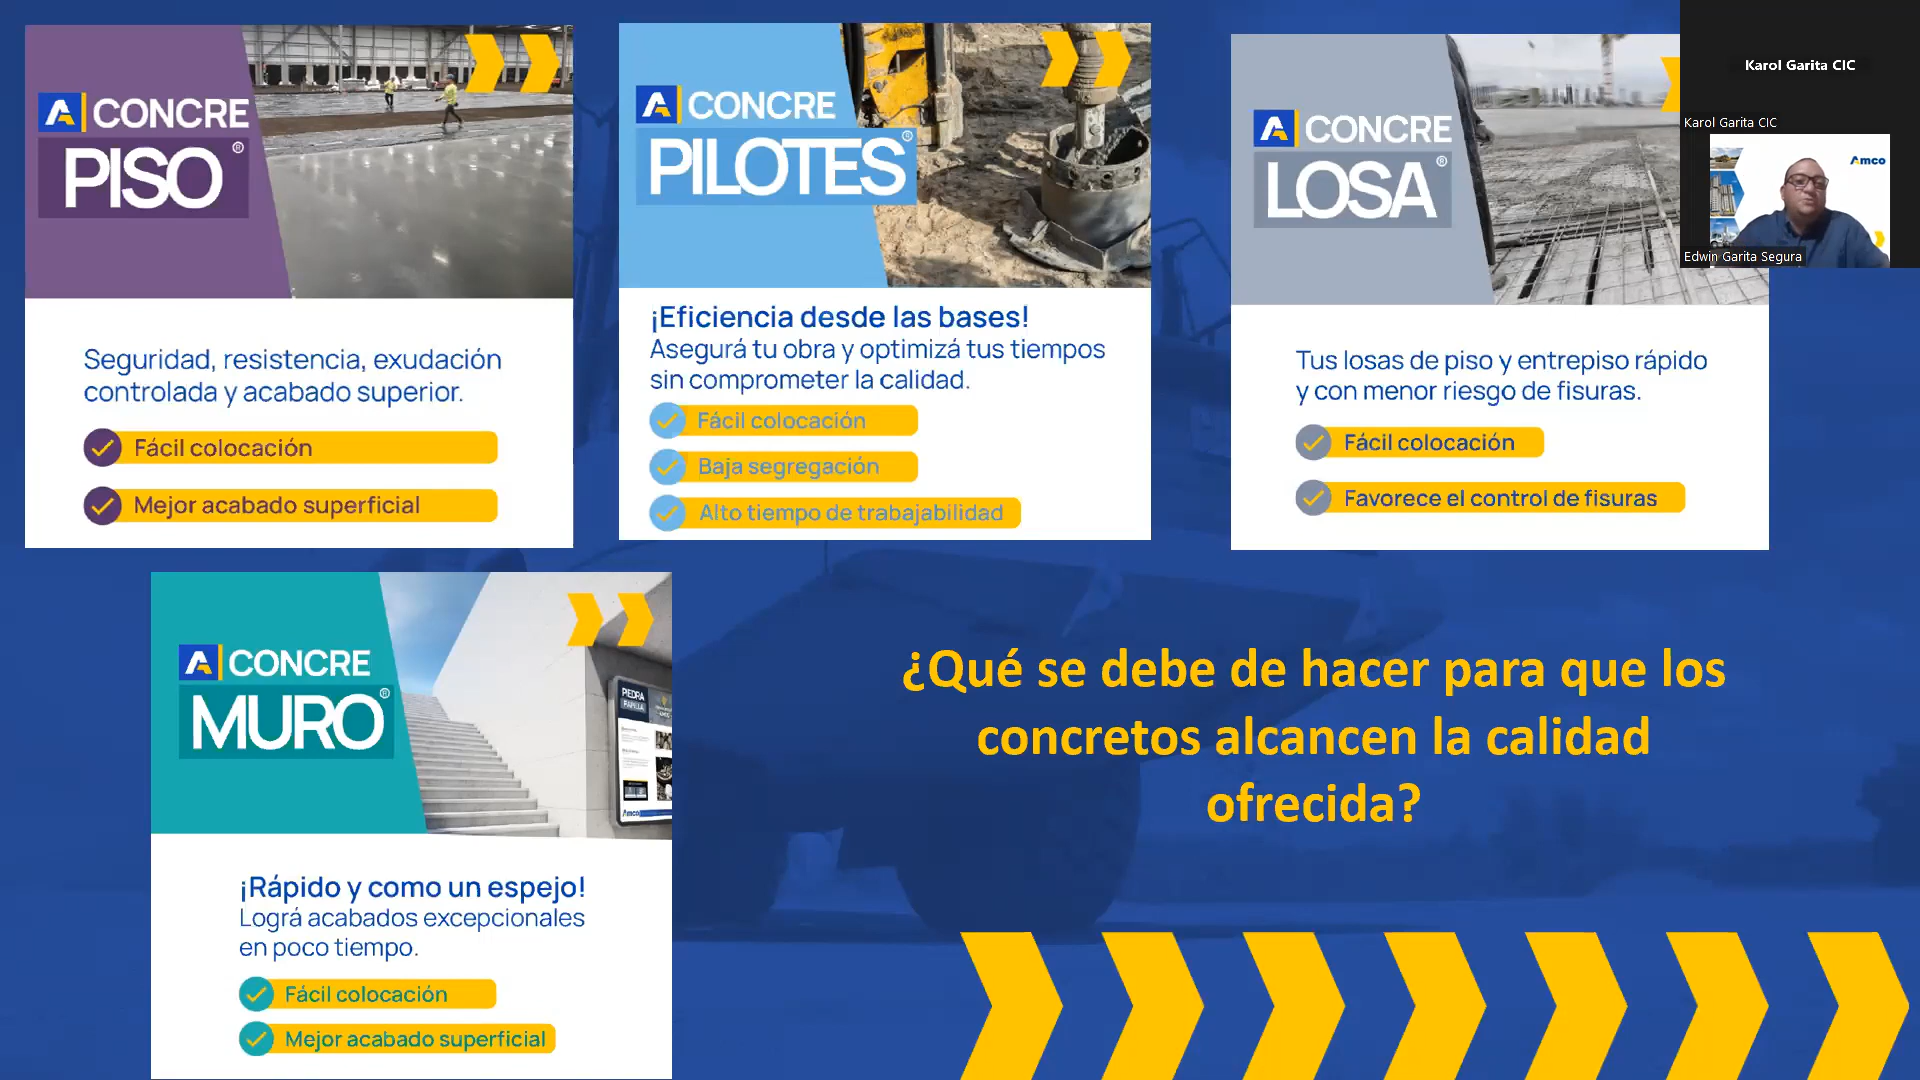 CONCRE
PISO®
Seguridad, resistencia, exudación
controlada y acabado superior.
Fácil colocación
Mejor acabado superficial
CONCRE
PILOTES®
¡Eficiencia desde las bases!
Asegurá tu obra y optimizá tus tiempos
sin comprometer la calidad.
Fácil colocación
Baja segregación
Alto tiempo de trabajabilidad
CONCRE
LOSA®
Tus losas de piso y entrepiso rápido
y con menor riesgo de fisuras.
Fácil colocación
Favorece el control de fisuras
Karol Garita CIC
Karol Garita CIC
Amco
Edwin Garita Segura
CONCRE
MURO®
PIEDRA
Amco
¡Rápido y como un espejo!
Lográ acabados excepcionales
en poco tiempo.
Fácil colocación
Mejor acabado superficial
¿Qué se debe de hacer para que los
concretos alcancen la calidad
ofrecida?